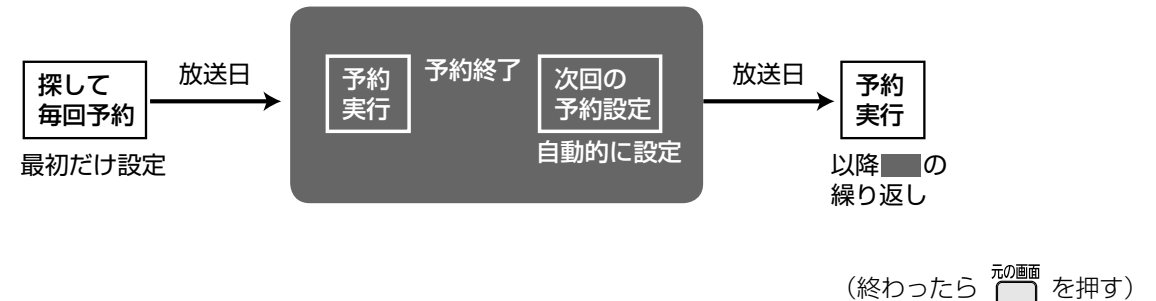 探して
毎回予約
最初だけ設定
放送日
予約
実行
予約終了
次回の
予約設定
自動的に設定
放送日
予約
実行
以降 の
繰り返し
(終わったら 元の画面 を押す)